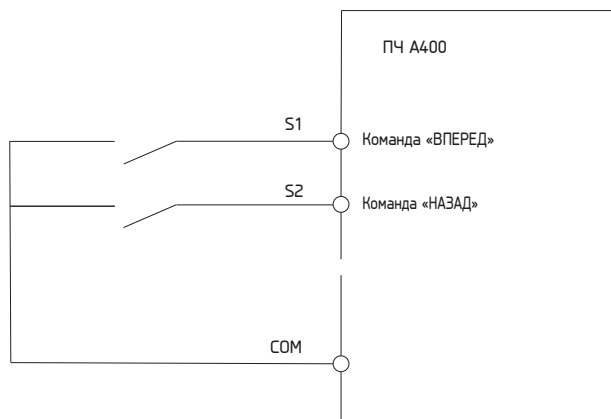 ПЧ А400
S1
Команда «ВПЕРЕД»
S2
Команда «НАЗАД»
COM